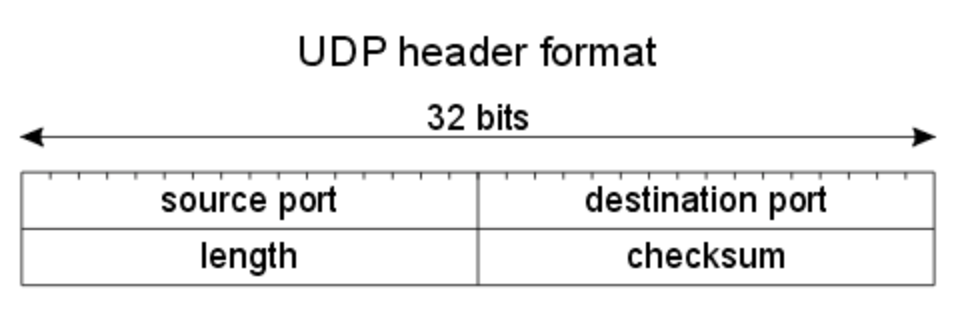 UDP header format
32 bits
source port destination port
length checksum